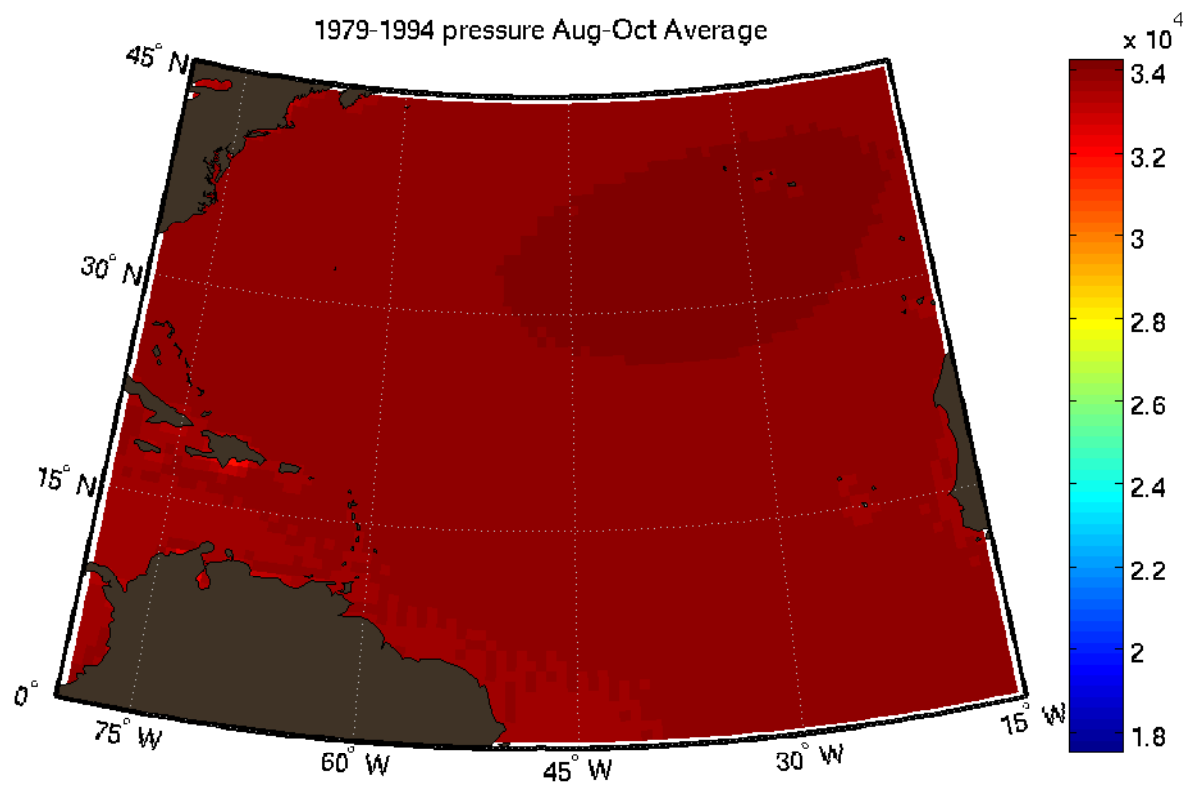 1979-1994 pressure Aug-Oct Average
x 10^4
45° N
30° N
15° N
0°
75° W
60° W
45° W
30° W
15° W
3.4
3.2
3
2.8
2.6
2.4
2.2
2
1.8